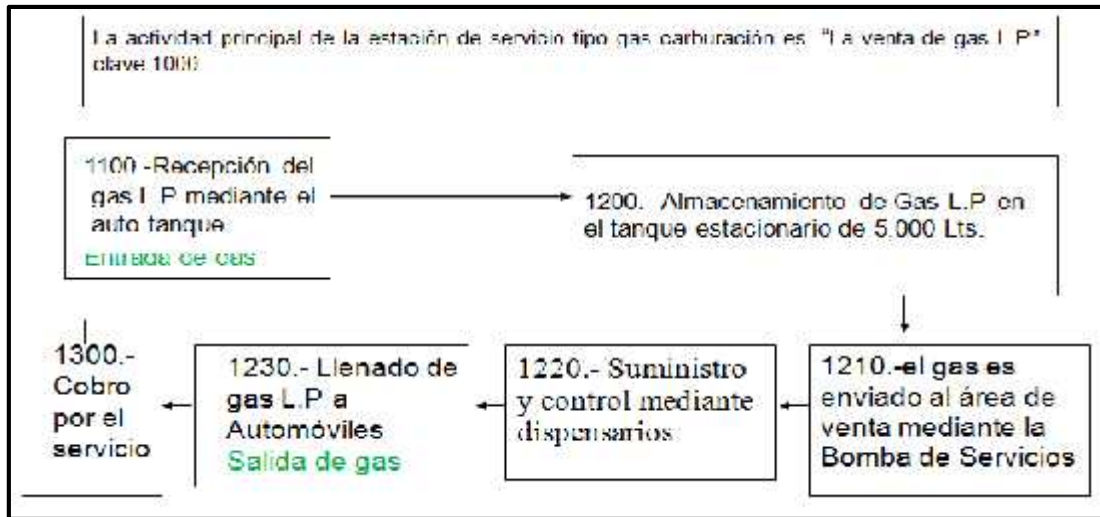 La actividad principal de la estación de servicio tipo gas carburación es "La venta de gas L.P"
clave 1000
1100.-Recepción del
gas L.P mediante el
auto tanque
Entrada de gas
1200. Almacenamiento de Gas L.P en
el tanque estacionario de 5,000 Lts.
1300.-
Cobro
por el
servicio
1230.- Llenado de
gas L.P a
Automóviles
Salida de gas
1220.- Suministro
y control mediante
dispensarios
1210.-el gas es
enviado al área de
venta mediante la
Bomba de Servicios